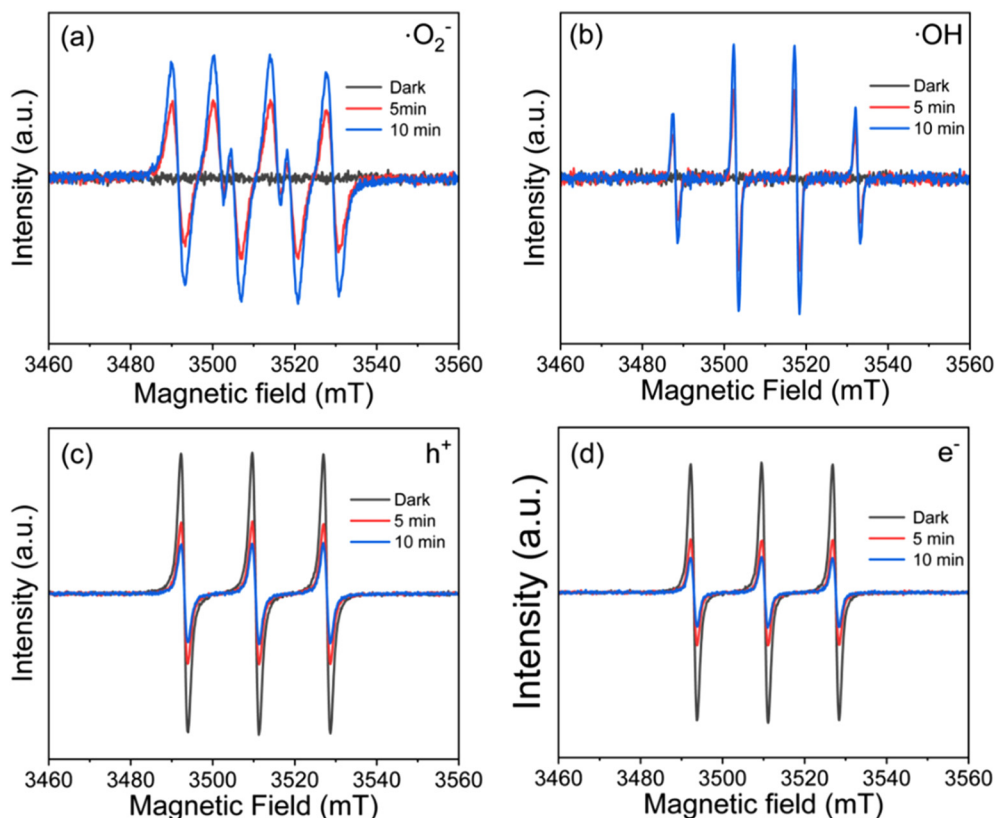 (a)
·O₂⁻
Dark
5min
10 min
Intensity (a.u.)
3460 3480 3500 3520 3540 3560
Magnetic field (mT)
(b)
·OH
Dark
5 min
10 min
Intensity (a.u.)
3460 3480 3500 3520 3540 3560
Magnetic Field (mT)
(c)
h⁺
Dark
5 min
10 min
Intensity (a.u.)
3460 3480 3500 3520 3540 3560
Magnetic Field (mT)
(d)
e⁻
Dark
5 min
10 min
Intensity (a.u.)
3460 3480 3500 3520 3540 3560
Magnetic field (mT)